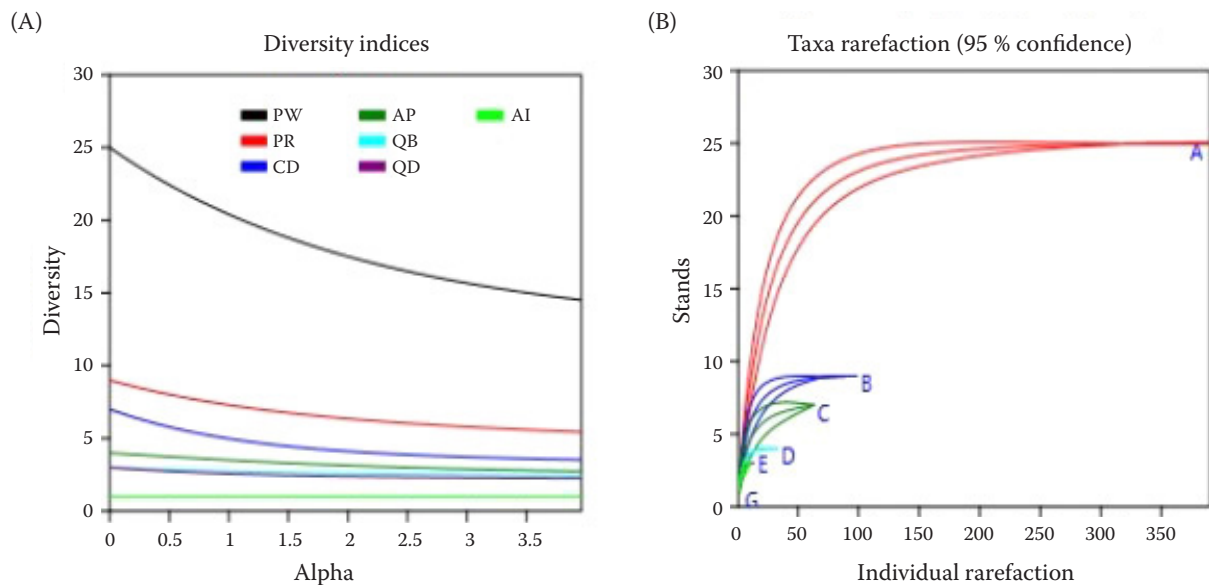 (A)
Diversity indices
30
25
20
15
10
5
0
Diversity
PW
PR
CD
AP
QB
QD
AI
0 0.5 1 1.5 2 2.5 3 3.5
Alpha
(B)
Taxa rarefaction (95 % confidence)
30
25
20
15
10
5
0
Stands
A
B
C
D
E
G
0 50 100 150 200 250 300 350
Individual rarefaction